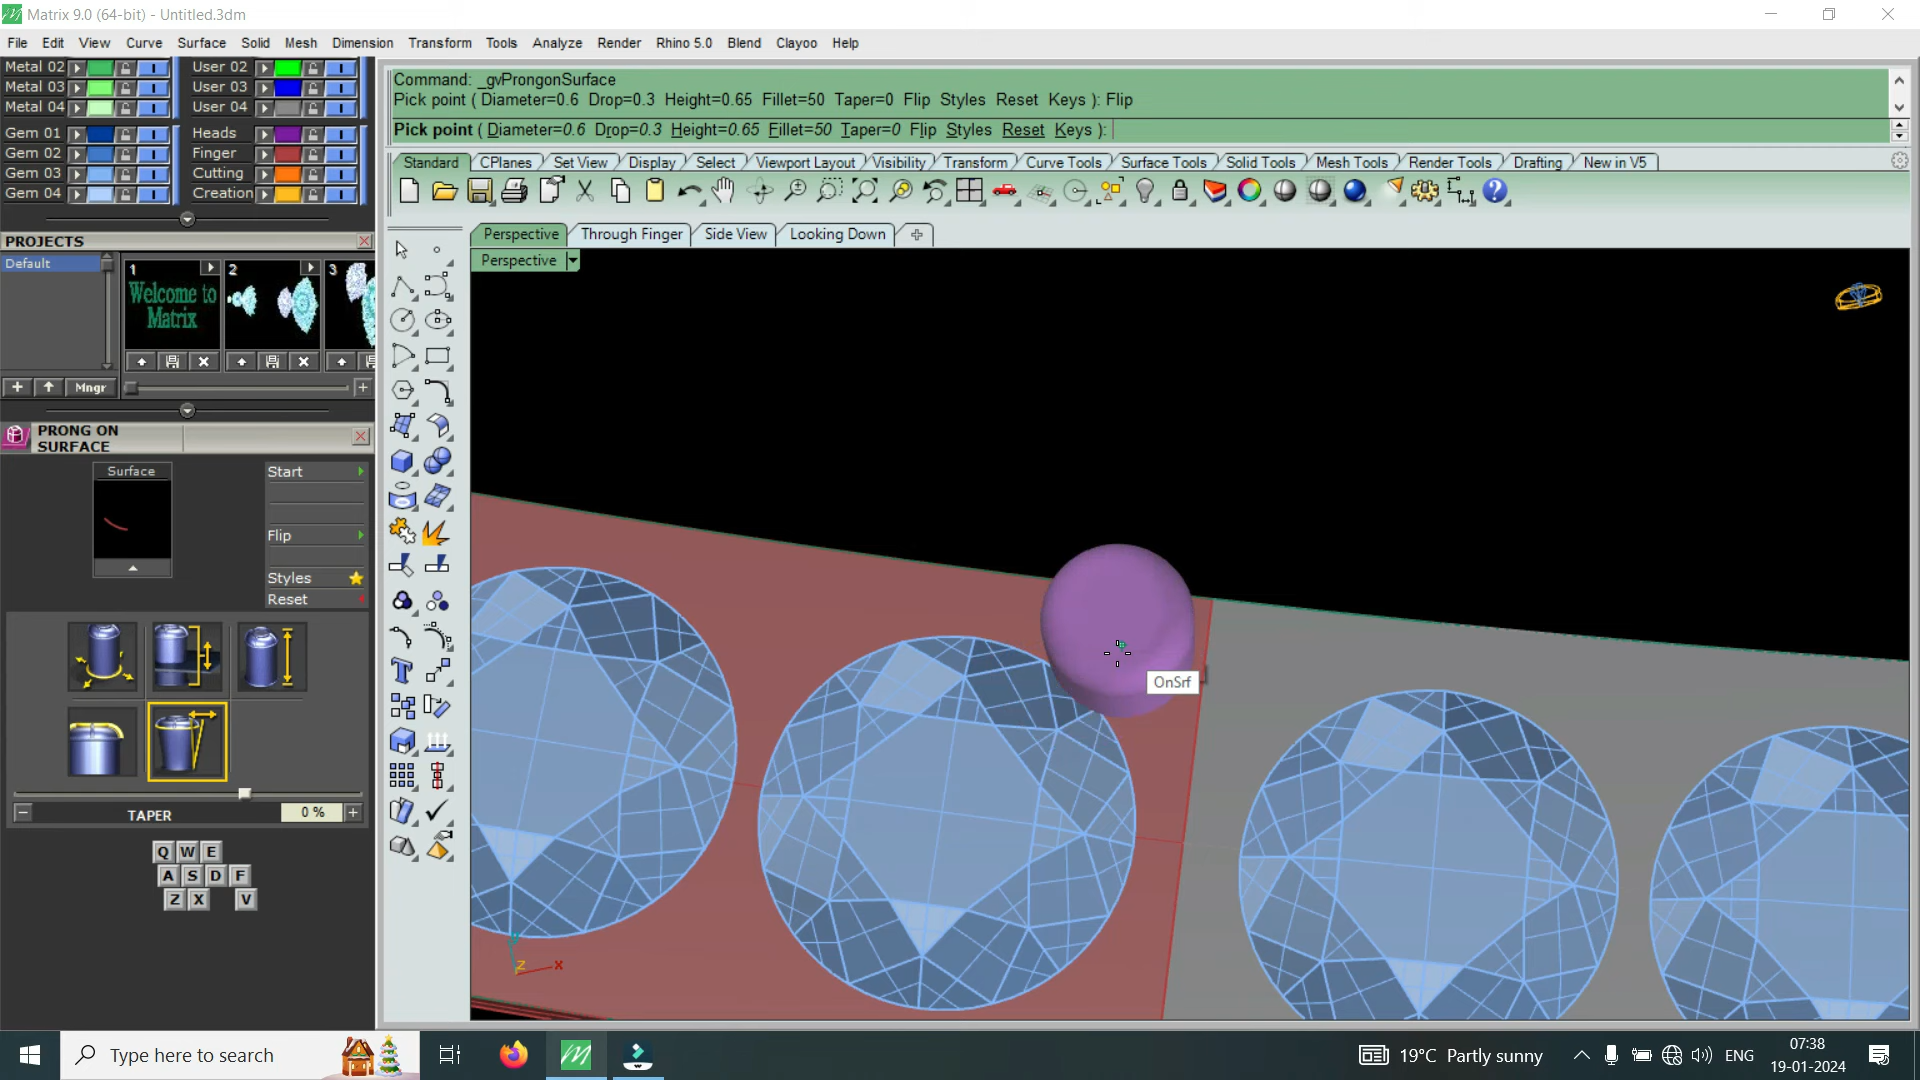 Matrix 9.0 (64-bit) - Untitled.3dm
File Edit View Curve Surface Solid Mesh Dimension Transform Tools Analyze Render Rhino 5.0 Blend Clayoo Help
Metal 02 User 02
Metal 03 User 03
Metal 04 User 04
Gem 01 Heads
Gem 02 Finger
Gem 03 Cutting
Gem 04 Creation
Command: _gvProngonSurface
Pick point ( Diameter=0.6 Drop=0.3 Height=0.65 Fillet=50 Taper=0 Flip Styles Reset Keys ): Flip
Pick point ( Diameter=0.6 Drop=0.3 Height=0.65 Fillet=50 Taper=0 Flip Styles Reset Keys ):
Standard CPlanes Set View Display Select Viewport Layout Visibility Transform Curve Tools Surface Tools Solid Tools Mesh Tools Render Tools Drafting New in V5
Perspective Through Finger Side View Looking Down
Perspective
PROJECTS
Default
1 2 3
Welcome to
Matrix
Mngr
PRONG ON
SURFACE
Surface
Start
Flip
Styles
Reset
TAPER 0 %
Q W E
A S D F
Z X V
OnSrf
z x
Type here to search
19°C Partly sunny
ENG
07:38
19-01-2024